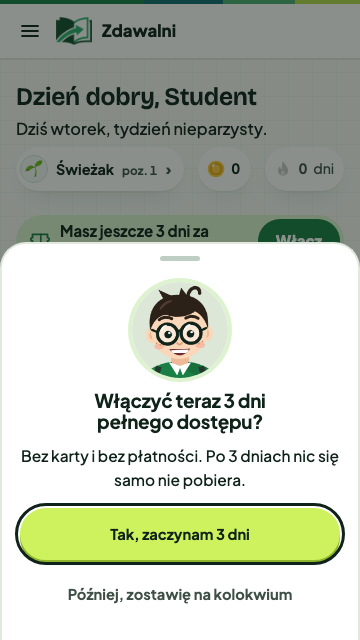 Zdawalni
Dzień dobry, Student
Dziś wtorek, tydzień nieparzysty.
Świeżak poz. 1 › 0 0 dni
Masz jeszcze 3 dni za
Włącz
Włączyć teraz 3 dni
pełnego dostępu?
Bez karty i bez płatności. Po 3 dniach nic się
samo nie pobiera.
Tak, zaczynam 3 dni
Później, zostawię na kolokwium